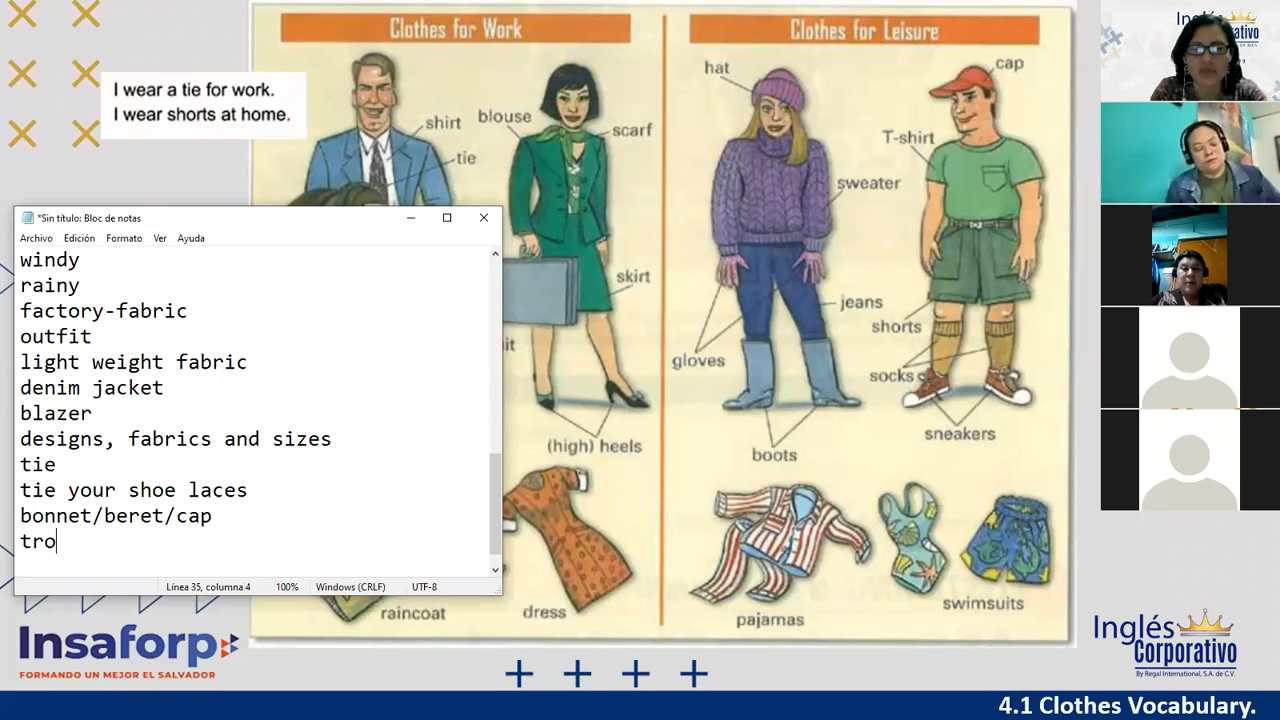 Clothes for Work
Clothes for Leisure
I wear a tie for work.
I wear shorts at home.
shirt
blouse
scarf
tie
skirt
(high) heels
raincoat
dress
hat
cap
T-shirt
sweater
jeans
shorts
gloves
socks
sneakers
boots
pajamas
swimsuits
*Sin título: Bloc de notas
Archivo Edición Formato Ver Ayuda
windy
rainy
factory-fabric
outfit
light weight fabric
denim jacket
blazer
designs, fabrics and sizes
tie
tie your shoe laces
bonnet/beret/cap
tro
Línea 35, columna 4 100% Windows (CRLF) UTF-8
Insaforp
FORMANDO UN MEJOR EL SALVADOR
Inglés
Corporativo
By Regal International, S.A. de C.V.
4.1 Clothes Vocabulary.